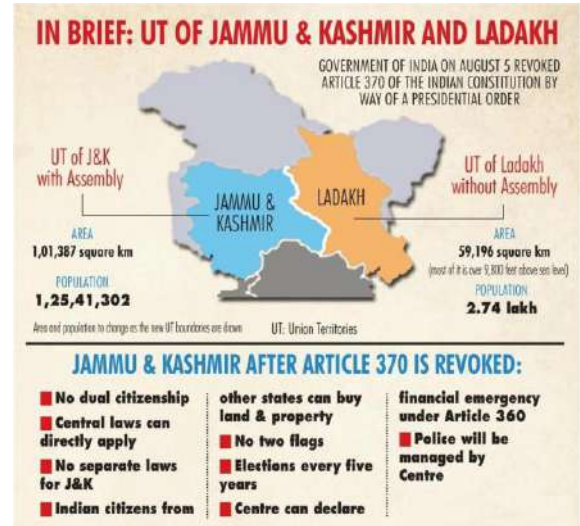 IN BRIEF: UT OF JAMMU & KASHMIR AND LADAKH
GOVERNMENT OF INDIA ON AUGUST 5 REVOKED
ARTICLE 370 OF THE INDIAN CONSTITUTION BY
WAY OF A PRESIDENTIAL ORDER
UT of J&K
with Assembly
AREA
1,01,387 square km
POPULATION
1,25,41,302
Area and population to change as the new UT boundaries are drawn
JAMMU &
KASHMIR
LADAKH
UT of Ladakh
without Assembly
AREA
59,196 square km
(most of it is over 9,800 feet above sea level)
POPULATION
2.74 lakh
UT: Union Territories
JAMMU & KASHMIR AFTER ARTICLE 370 IS REVOKED:
No dual citizenship
Central laws can
directly apply
No separate laws
for J&K
Indian citizens from
other states can buy
land & property
No two flags
Elections every five
years
Centre can declare
financial emergency
under Article 360
Police will be
managed by
Centre